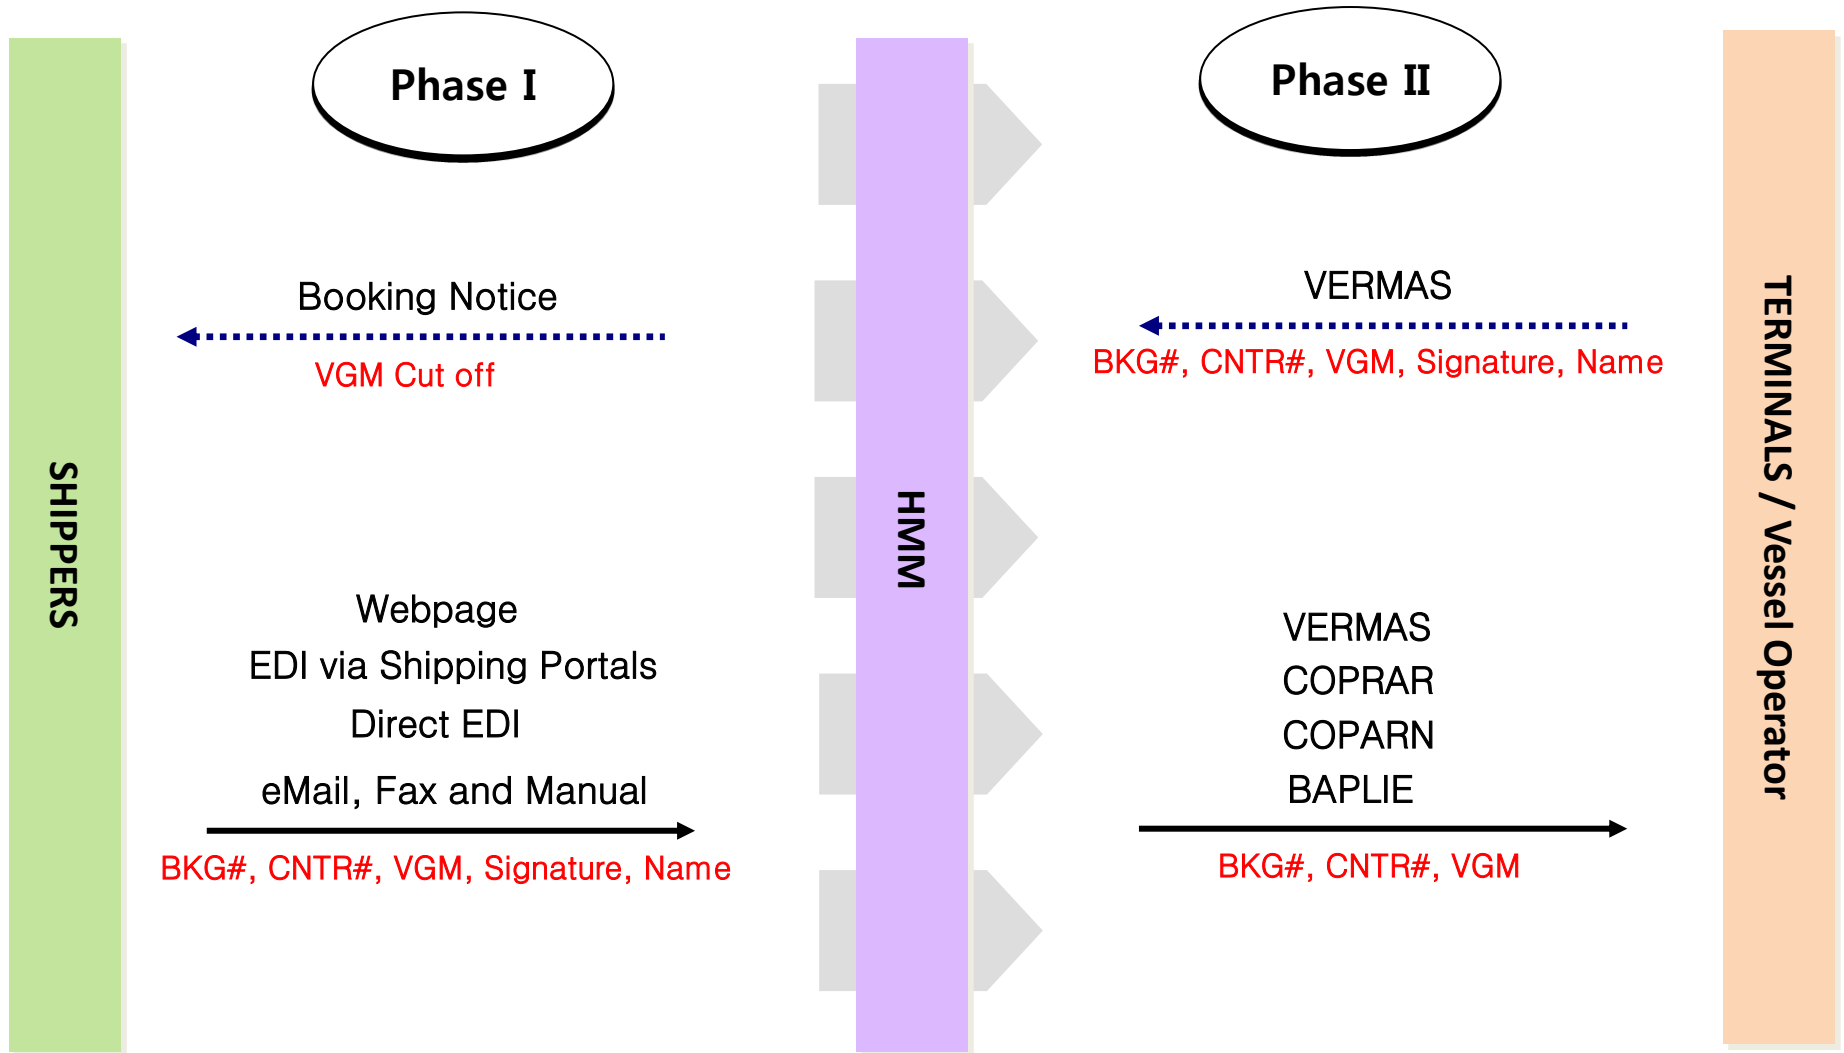 Phase I
Phase II
SHIPPERS
Booking Notice
VGM Cut off
Webpage
EDI via Shipping Portals
Direct EDI
eMail, Fax and Manual
BKG#, CNTR#, VGM, Signature, Name
HMM
VERMAS
BKG#, CNTR#, VGM, Signature, Name
VERMAS
COPRAR
COPARN
BAPLIE
BKG#, CNTR#, VGM
TERMINALS / Vessel Operator